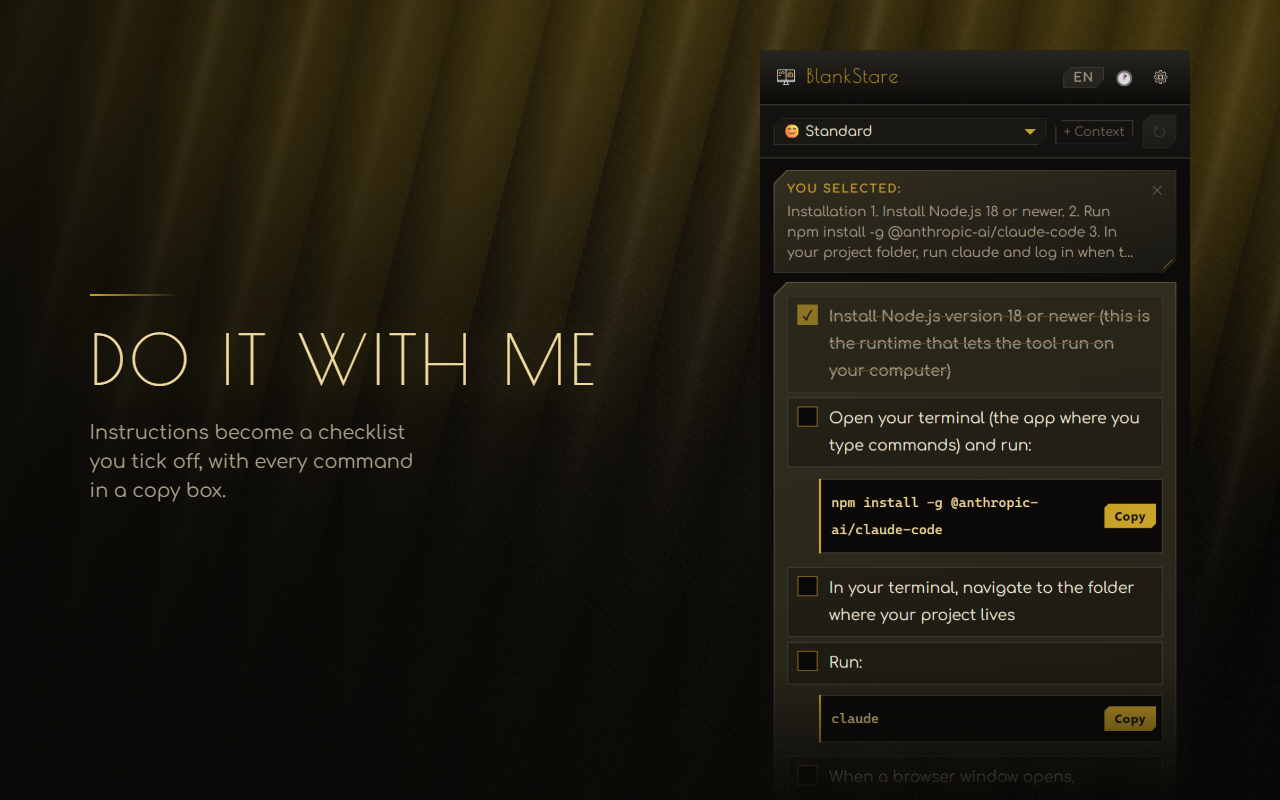 DO IT WITH ME
Instructions become a checklist
you tick off, with every command
in a copy box.
BlankStare
EN
Standard
+ Context
YOU SELECTED:
Installation 1. Install Node.js 18 or newer. 2. Run
npm install -g @anthropic-ai/claude-code 3. In
your project folder, run claude and log in when t...
Install Node.js version 18 or newer (this is
the runtime that lets the tool run on
your computer)
Open your terminal (the app where you
type commands) and run:
npm install -g @anthropic-
ai/claude-code
Copy
In your terminal, navigate to the folder
where your project lives
Run:
claude
Copy
When a browser window opens,